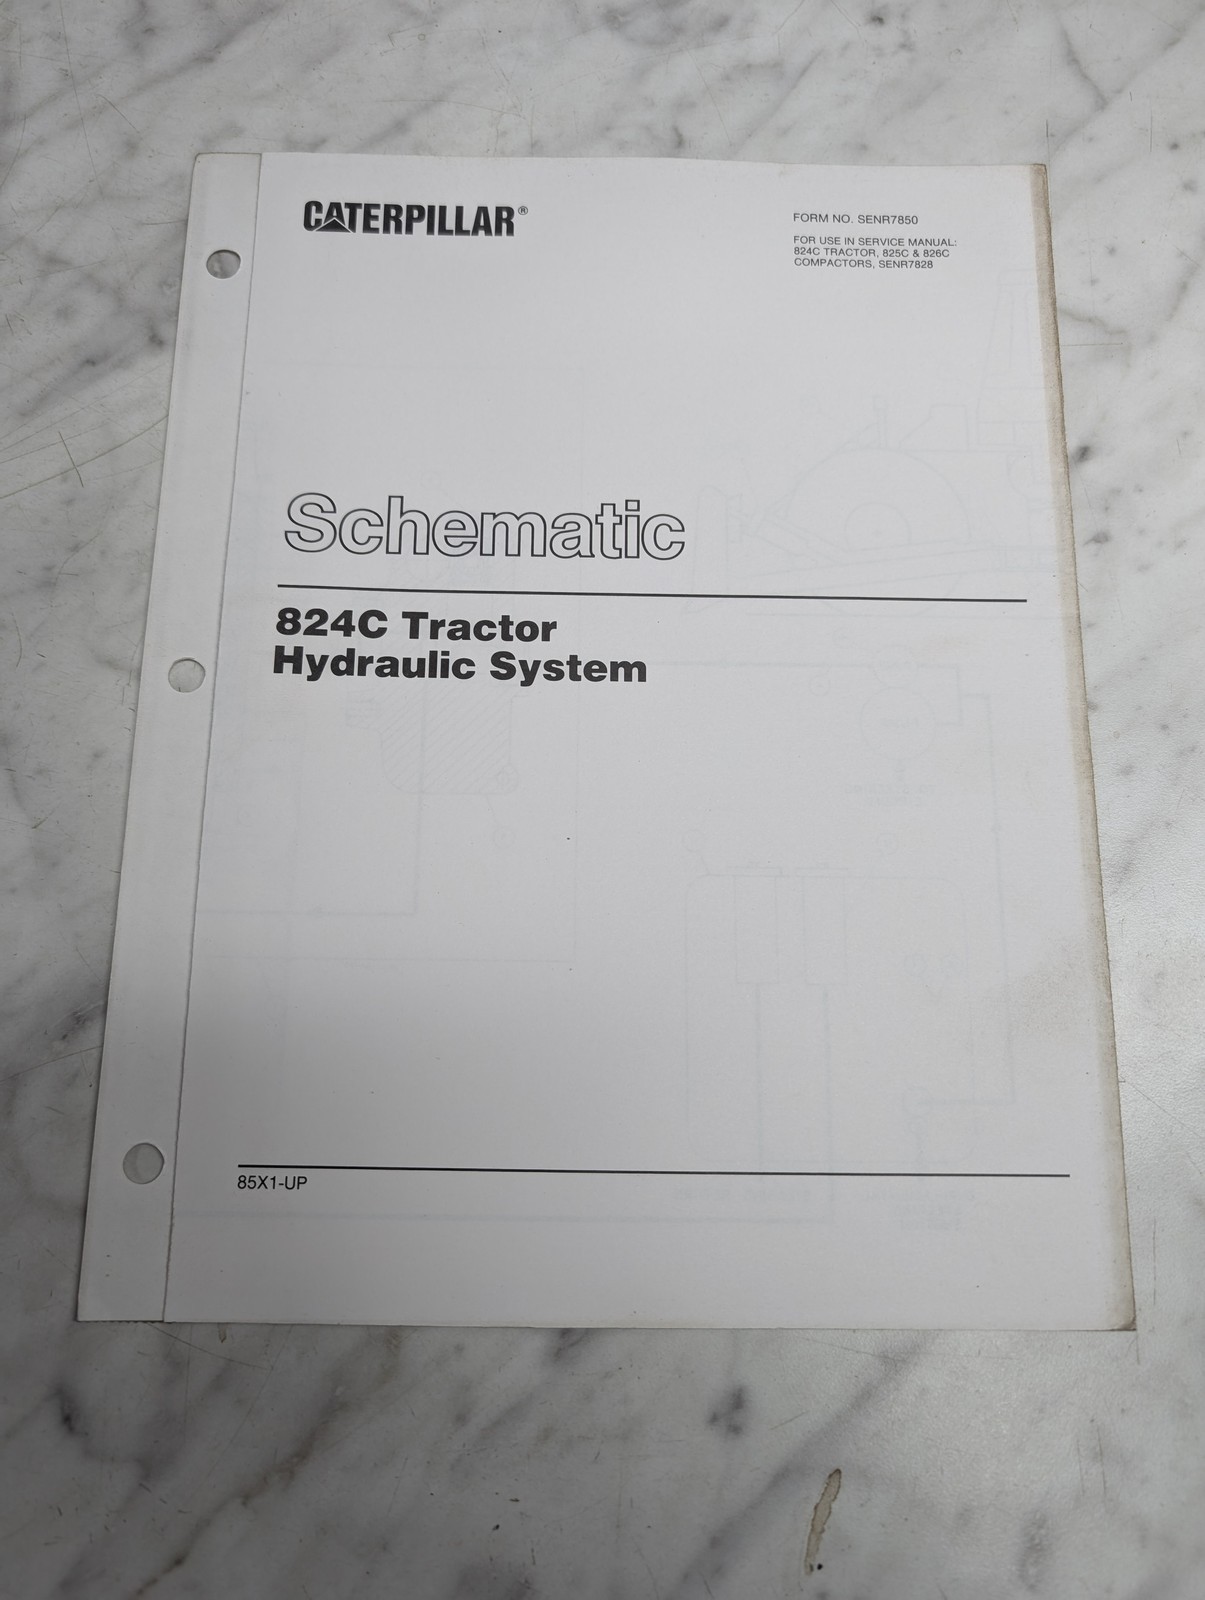 CATERPILLAR®
FORM NO. SENR7850
FOR USE IN SERVICE MANUAL:
824C TRACTOR, 825C & 826C
COMPACTORS, SENR7828
Schematic
824C Tractor
Hydraulic System
85X1-UP